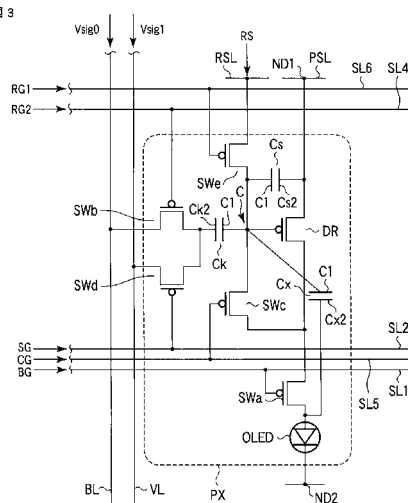 図 3
Vsig0 Vsig1
RS
RSL ND1 PSL
RG1 SL6
RG2 SL4
Cs
SWe C1 Cs2
SWb C
Ck2 C1
DR
Ck
C1
SWd Cx Cx2
SWc
SG SL2
CG
BG SL1
SWa SL5
OLED
BL VL PX ND2